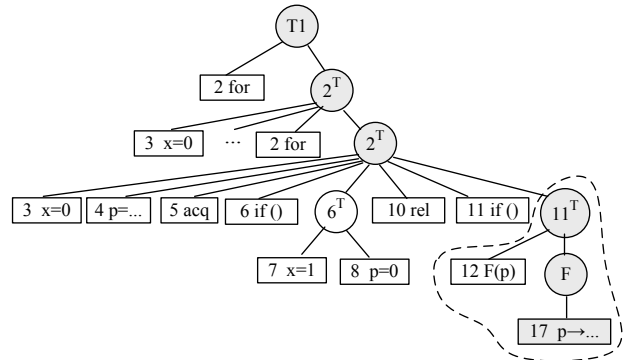 T1
2 for
2^T
3 x=0
...
2 for
2^T
3 x=0
4 p=...
5 acq
6 if ()
6^T
10 rel
11 if ()
11^T
7 x=1
8 p=0
12 F(p)
F
17 p→...